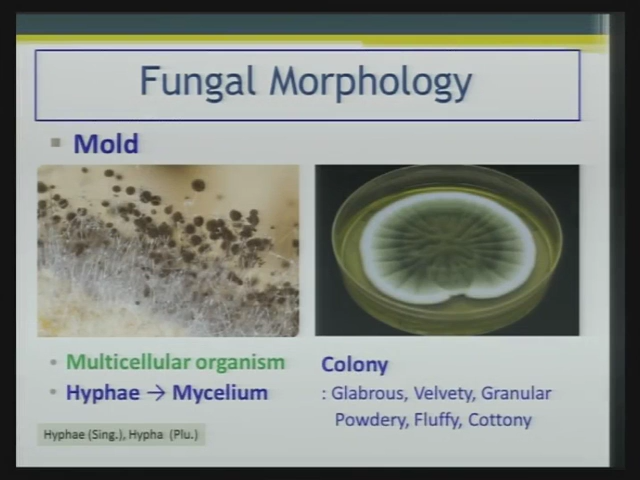 Fungal Morphology
Mold
Multicellular organism
Hyphae → Mycelium
Hyphae (Sing.), Hypha (Plu.)
Colony
: Glabrous, Velvety, Granular
Powdery, Fluffy, Cottony